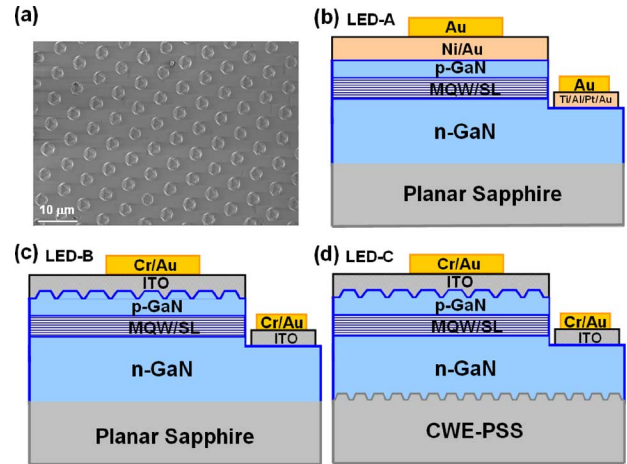 (a)
10 μm
(b) LED-A
Au
Ni/Au
p-GaN
MQW/SL
Au
Ti/Al/Pt/Au
n-GaN
Planar Sapphire
(c) LED-B
Cr/Au
ITO
p-GaN
MQW/SL
Cr/Au
ITO
n-GaN
Planar Sapphire
(d) LED-C
Cr/Au
ITO
p-GaN
MQW/SL
Cr/Au
ITO
n-GaN
CWE-PSS